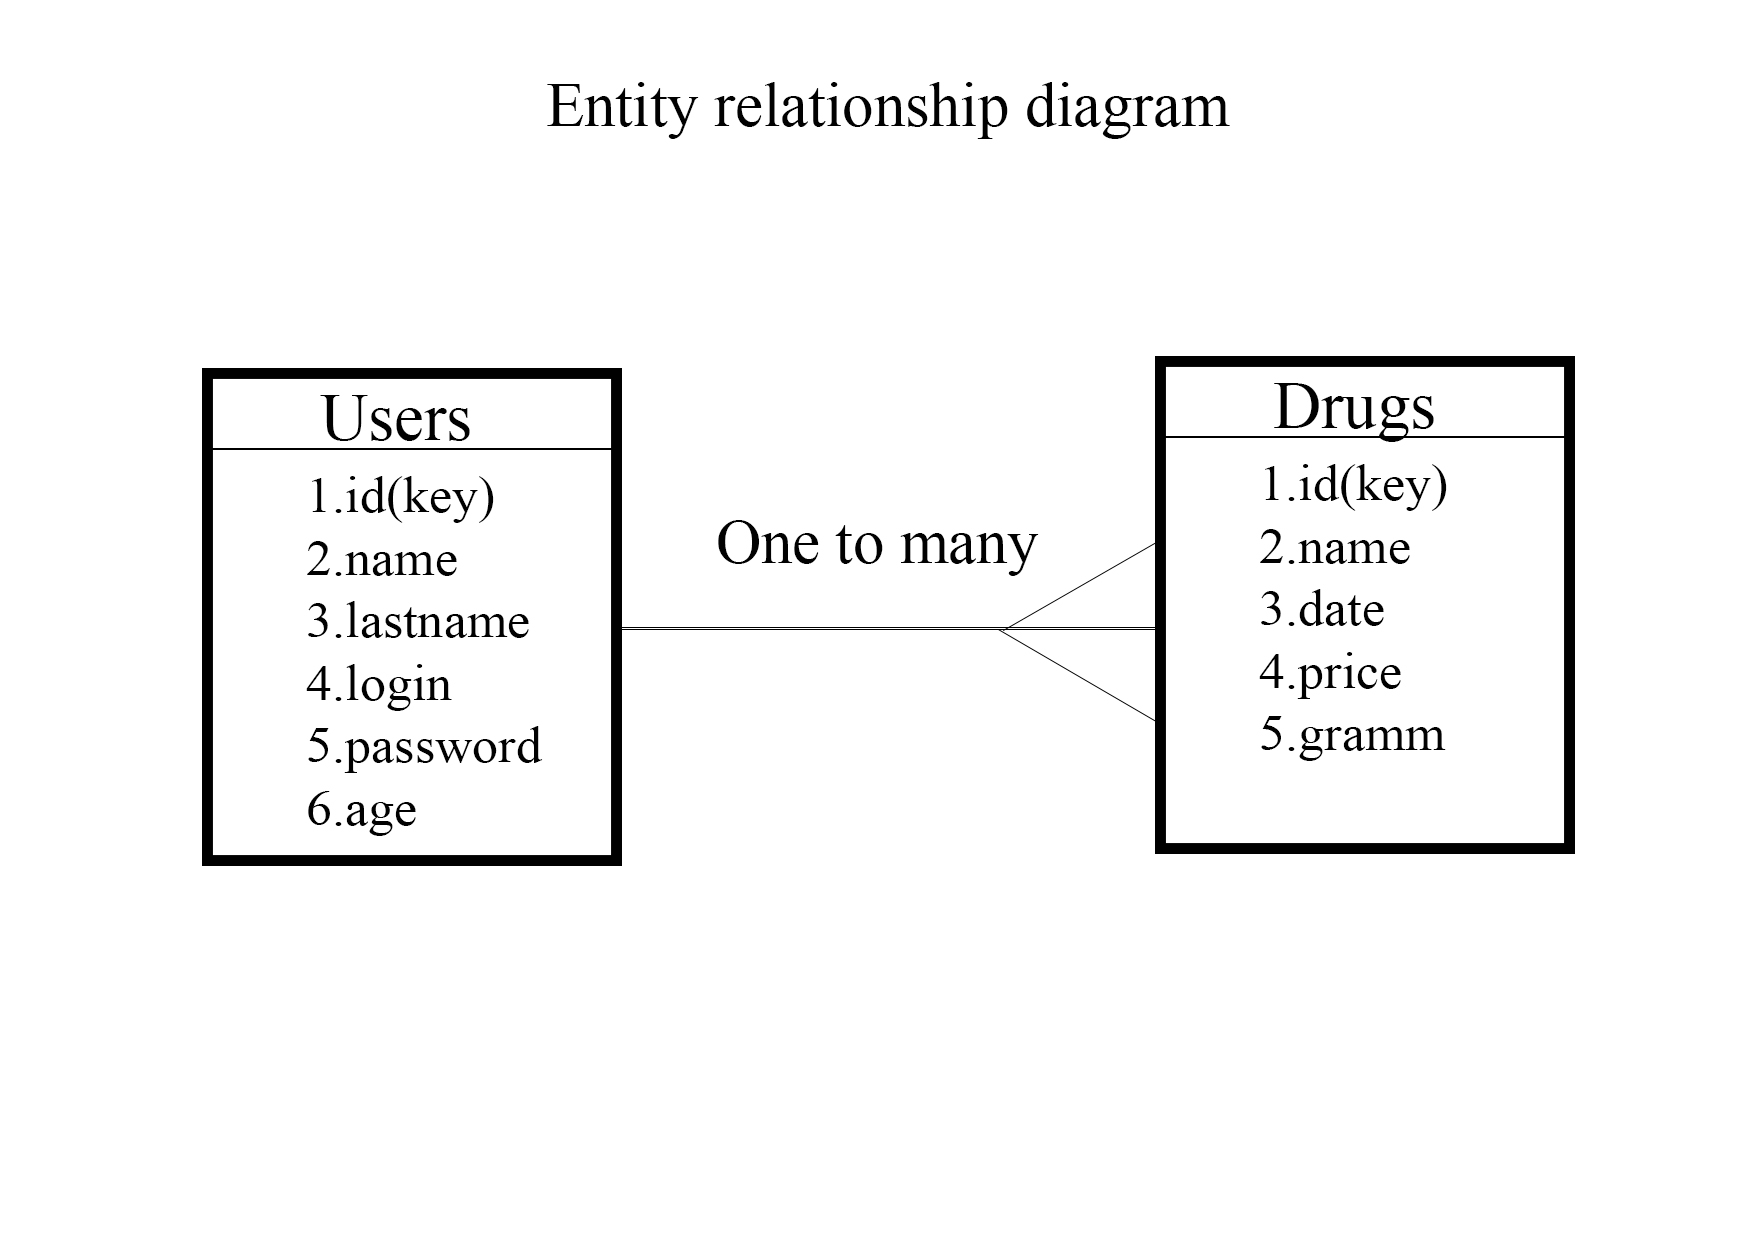 Entity relationship diagram
Users
1.id(key)
2.name
3.lastname
4.login
5.password
6.age
One to many
Drugs
1.id(key)
2.name
3.date
4.price
5.gramm